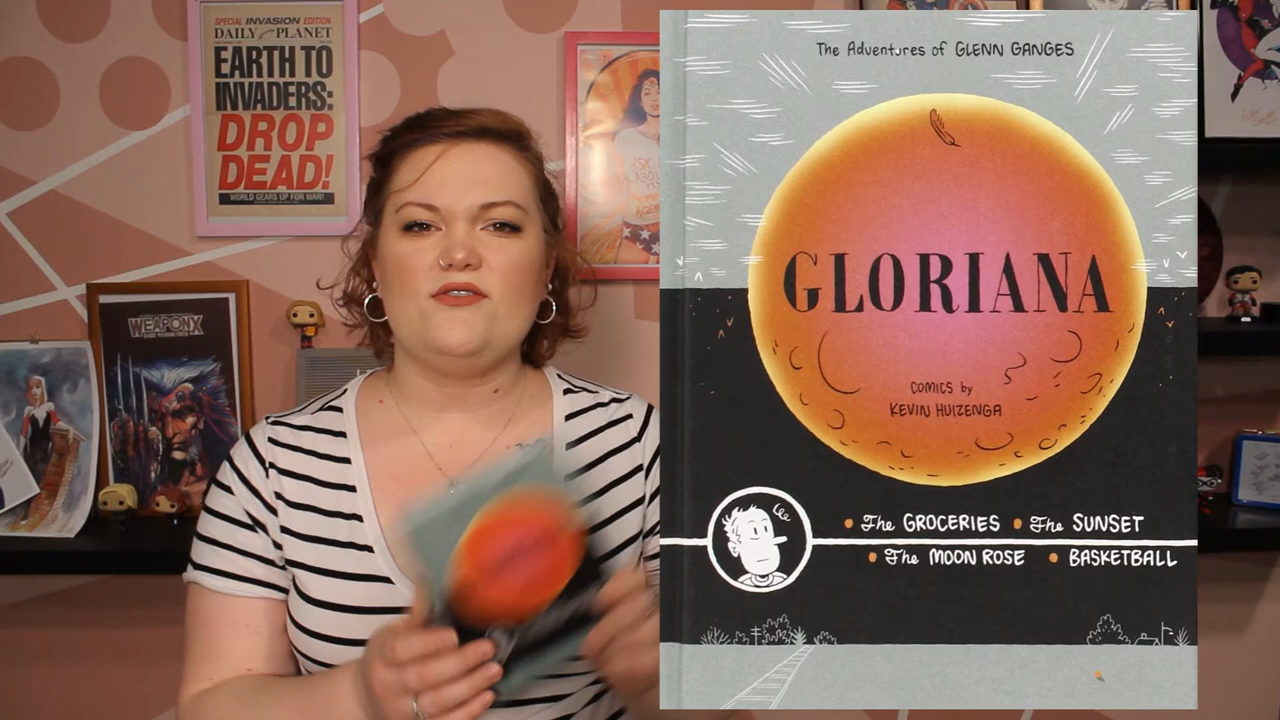 SPECIAL INVASION EDITION
DAILY PLANET
EARTH TO
INVADERS:
DROP
DEAD!
WORLD GEARS UP FOR WAR!
WEAPON X
The Adventures of GLENN GANGES
GLORIANA
COMICS by
KEVIN HUIZENGA
The GROCERIES • The SUNSET
The MOON ROSE • BASKETBALL